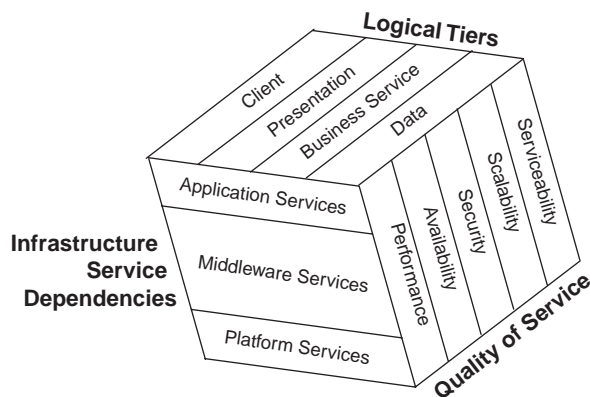 Logical Tiers
Client
Presentation
Business Service
Data
Application Services
Middleware Services
Platform Services
Infrastructure
Service
Dependencies
Performance
Availability
Security
Scalability
Serviceability
Quality of Service